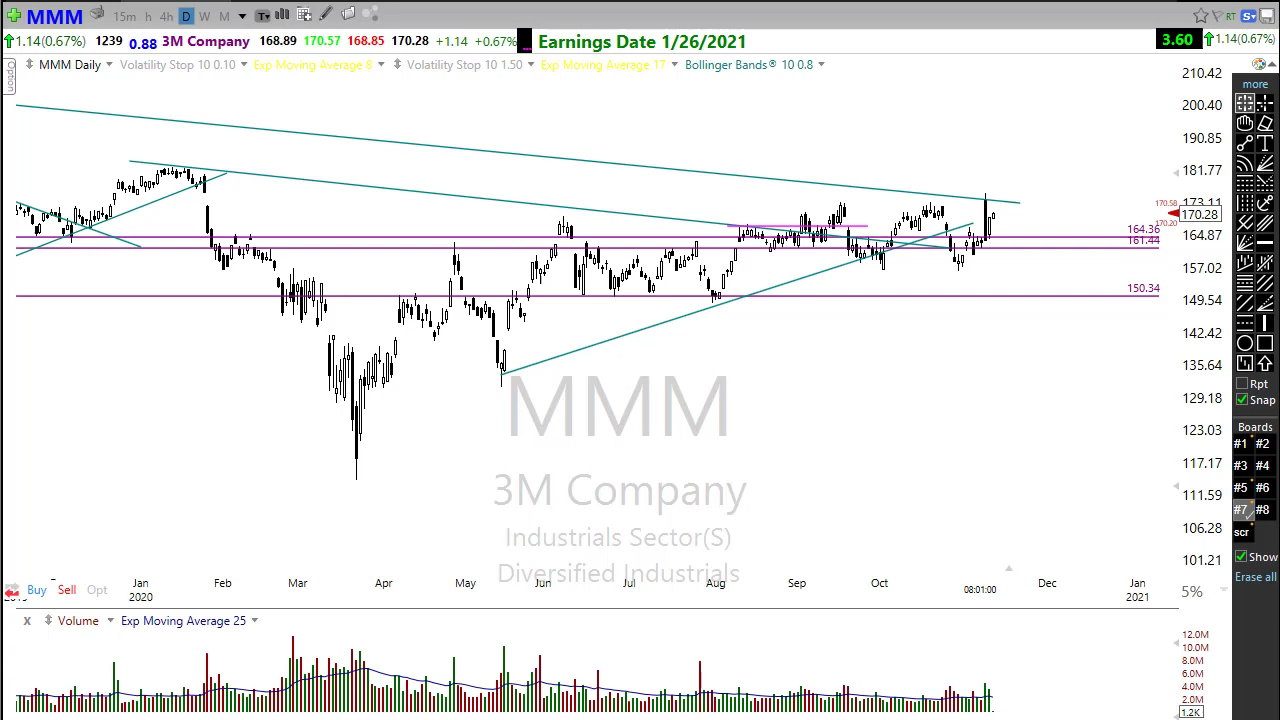 MMM 15m h 4h D W M T RT S
1.14(0.67%) 1239 0.88 3M Company 168.89 170.57 168.85 170.28 +1.14 +0.67% Earnings Date 1/26/2021 3.60 1.14(0.67%)
Option
MMM Daily Volatility Stop 10 0.10 Exp Moving Average 8 Volatility Stop 10 1.50 Exp Moving Average 17 Bollinger Bands® 10 0.8
210.42
200.40
190.85
181.77
173.11
170.58
170.28
170.20
164.87
164.36
161.44
157.02
150.34
149.54
142.42
135.64
129.18
123.03
117.17
111.59
106.28
101.21
MMM
3M Company
Industrials Sector(S)
Diversified Industrials
more
Rpt
Snap
Boards
#1 #2
#3 #4
#5 #6
#7 #8
scr
Show
Erase all
Jan Feb Mar Apr May Jun Jul Aug Sep Oct 08:01:00 Dec Jan
2020 2021
Buy Sell Opt 5%
X Volume Exp Moving Average 25
12.0M
10.0M
8.0M
6.0M
4.0M
2.0M
1.2K